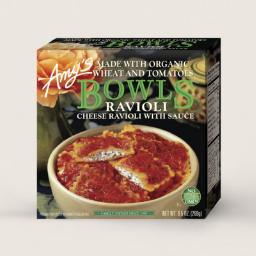 Amy's
MADE WITH ORGANIC
WHEAT AND TOMATOES
BOWLS
RAVIOLI
CHEESE RAVIOLI WITH SAUCE
NO
GMOS
NET WT. 9.5 OZ.